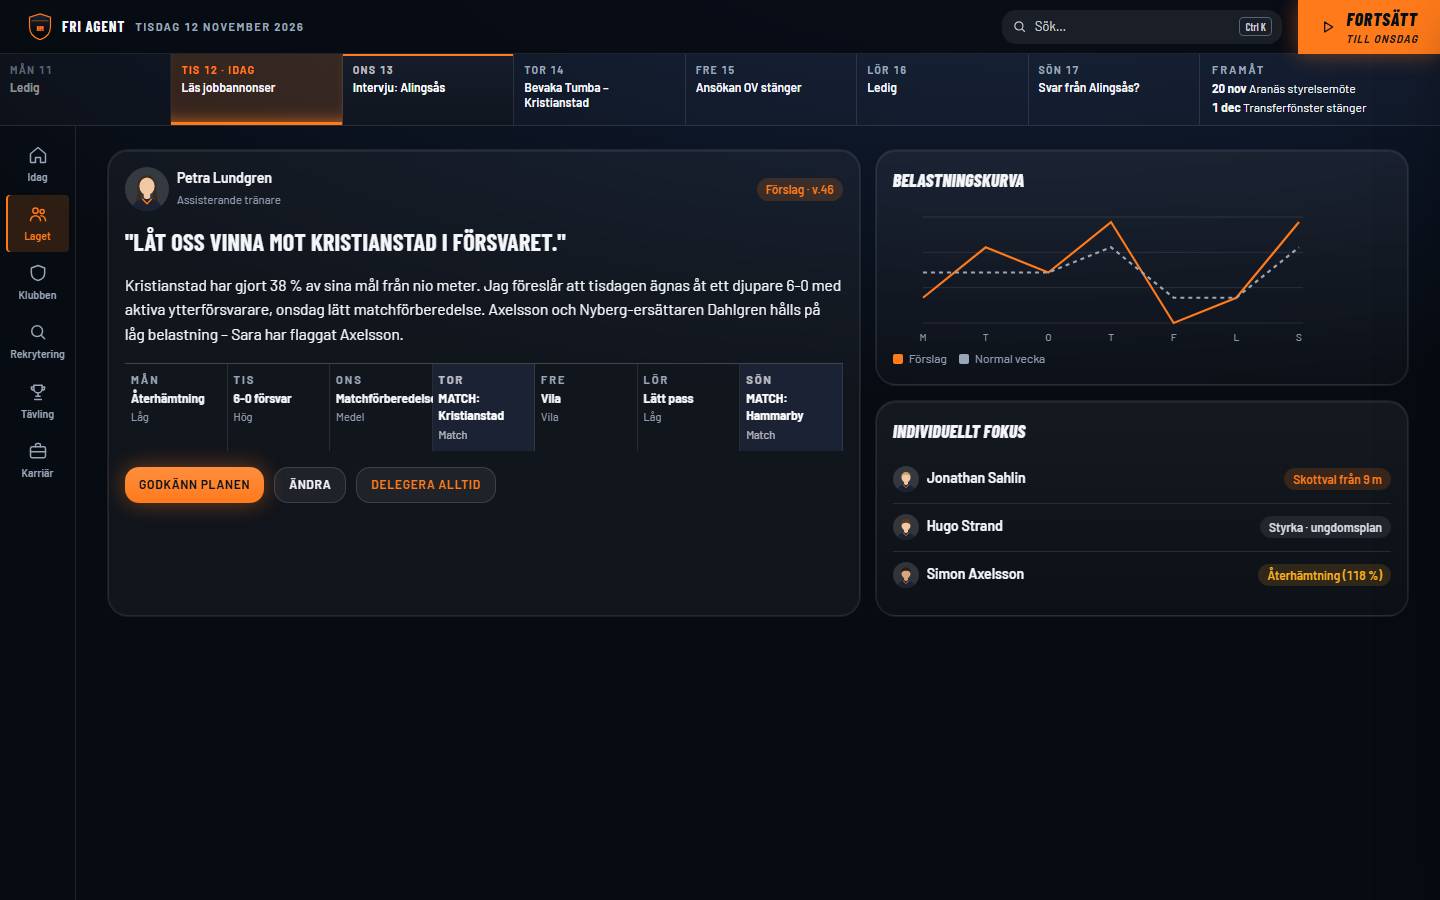 FRI AGENT TISDAG 12 NOVEMBER 2026
Sök...
Ctrl K
FORTSÄTT
TILL ONSDAG
MÅN 11
Ledig
TIS 12 · IDAG
Läs jobbannonser
ONS 13
Intervju: Alingsås
TOR 14
Bevaka Tumba –
Kristianstad
FRE 15
Ansökan OV stänger
LÖR 16
Ledig
SÖN 17
Svar från Alingsås?
FRAMÅT
20 nov Aranäs styrelsemöte
1 dec Transferfönster stänger
Idag
Laget
Klubben
Rekrytering
Tävling
Karriär
Petra Lundgren
Assisterande tränare
Förslag · v.46
"LÅT OSS VINNA MOT KRISTIANSTAD I FÖRSVARET."
Kristianstad har gjort 38 % av sina mål från nio meter. Jag föreslår att tisdagen ägnas åt ett djupare 6-0 med
aktiva ytterförsvarare, onsdag lätt matchförberedelse. Axelsson och Nyberg-ersättaren Dahlgren hålls på
låg belastning – Sara har flaggat Axelsson.
MÅN
Återhämtning
Låg
TIS
6-0 försvar
Hög
ONS
Matchförberedels
Medel
TOR
MATCH:
Kristianstad
Match
FRE
Vila
Vila
LÖR
Lätt pass
Låg
SÖN
MATCH:
Hammarby
Match
GODKÄNN PLANEN
ÄNDRA
DELEGERA ALLTID
BELASTNINGSKURVA
M T O T F L S
Förslag Normal vecka
INDIVIDUELLT FOKUS
Jonathan Sahlin
Skottval från 9 m
Hugo Strand
Styrka · ungdomsplan
Simon Axelsson
Återhämtning (118 %)